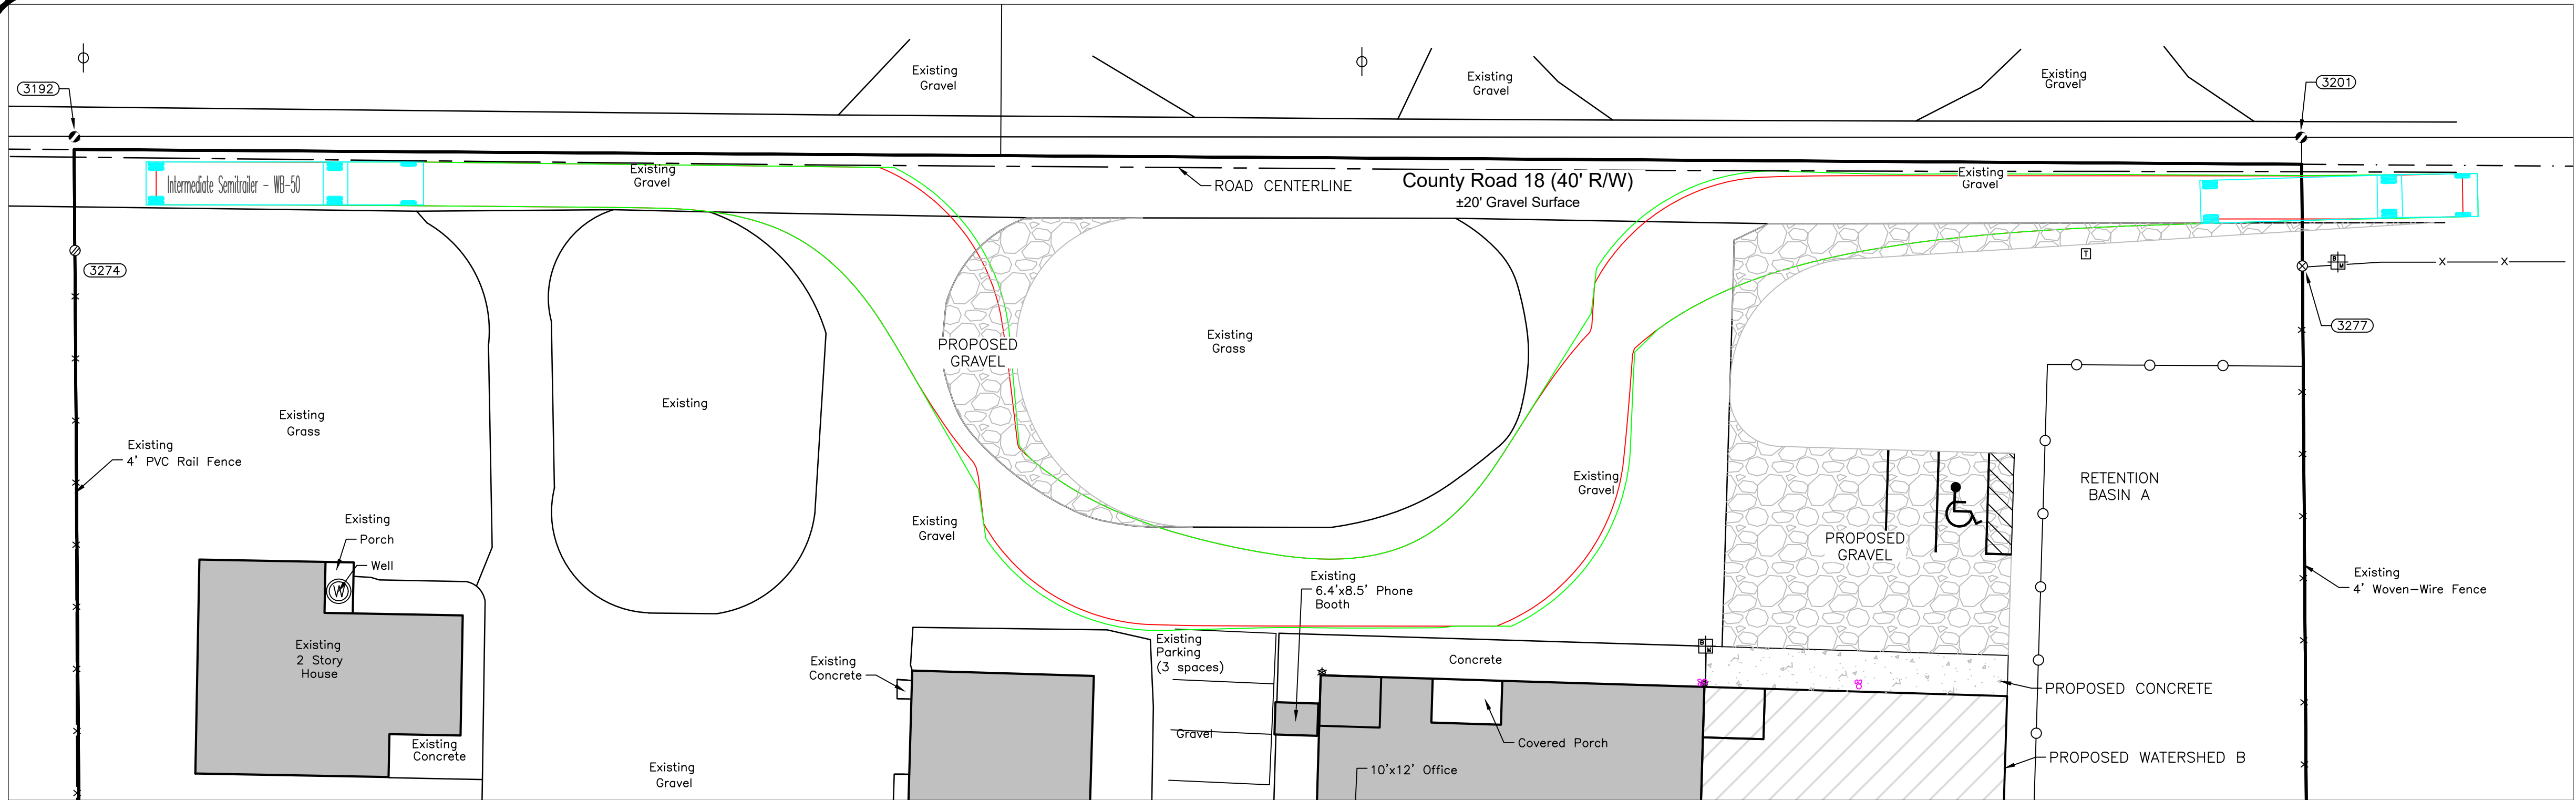 Existing
Gravel
Existing
Gravel
Existing
Gravel
3192
3201
Intermediate Semitrailer - WB-50
Existing
Gravel
ROAD CENTERLINE
County Road 18 (40' R/W)
±20' Gravel Surface
Existing
Gravel
3274
T
B
M
X
X
3277
PROPOSED
GRAVEL
Existing
Grass
Existing
Existing
Grass
Existing
4' PVC Rail Fence
Existing
Gravel
RETENTION
BASIN A
Existing
Porch
Well
W
Existing
Gravel
PROPOSED
GRAVEL
Existing
6.4'x8.5' Phone
Booth
Existing
4' Woven-Wire Fence
Existing
2 Story
House
Existing
Concrete
Existing
Parking
(3 spaces)
Concrete
B
M
PROPOSED CONCRETE
Gravel
Covered Porch
Existing
Concrete
PROPOSED WATERSHED B
Existing
Gravel
10'x12' Office